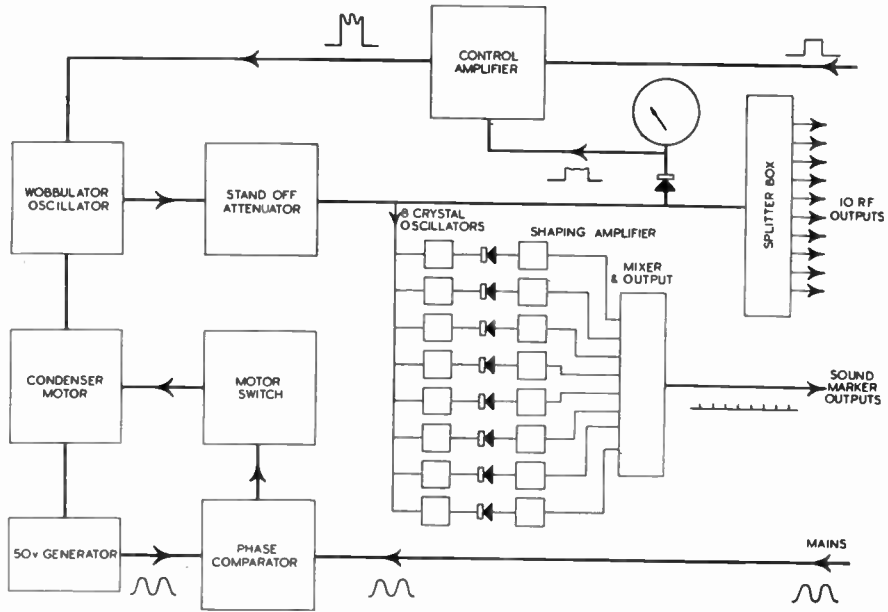 CONTROL
AMPLIFIER
WOBBULATOR
OSCILLATOR
STAND OFF
ATTENUATOR
SPLITTER BOX
10 RF
OUTPUTS
8 CRYSTAL
OSCILLATORS
SHAPING AMPLIFIER
MIXER
& OUTPUT
CONDENSER
MOTOR
MOTOR
SWITCH
SOUND
MARKER
OUTPUTS
50v GENERATOR
PHASE
COMPARATOR
MAINS